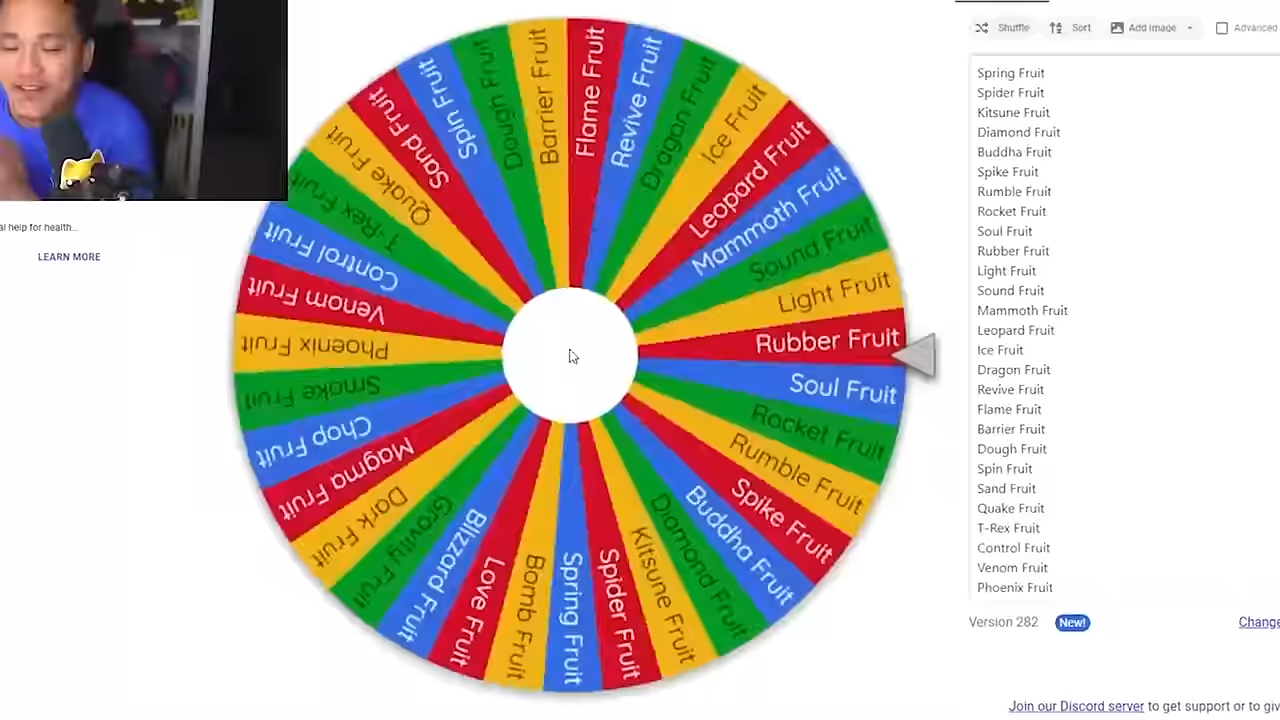 Shuffle
Sort
Add image
Advanced
Spring Fruit
Spider Fruit
Kitsune Fruit
Diamond Fruit
Buddha Fruit
Spike Fruit
Rumble Fruit
Rocket Fruit
Soul Fruit
Rubber Fruit
Light Fruit
Sound Fruit
Mammoth Fruit
Leopard Fruit
Ice Fruit
Dragon Fruit
Revive Fruit
Flame Fruit
Barrier Fruit
Dough Fruit
Spin Fruit
Sand Fruit
Quake Fruit
T-Rex Fruit
Control Fruit
Venom Fruit
Phoenix Fruit
Version 282
New!
Change
Join our Discord server to get support or to giv
al help for health...
LEARN MORE
Flame Fruit
Revive Fruit
Dragon Fruit
Ice Fruit
Leopard Fruit
Mammoth Fruit
Sound Fruit
Light Fruit
Rubber Fruit
Soul Fruit
Rocket Fruit
Rumble Fruit
Spike Fruit
Buddha Fruit
Diamond Fruit
Kitsune Fruit
Spider Fruit
Spring Fruit
Bomb Fruit
Love Fruit
Blizzard Fruit
Gravity Fruit
Dark Fruit
Magma Fruit
Chop Fruit
Smoke Fruit
Phoenix Fruit
Venom Fruit
Control Fruit
T-Rex Fruit
Quake Fruit
Sand Fruit
Spin Fruit
Dough Fruit
Barrier Fruit